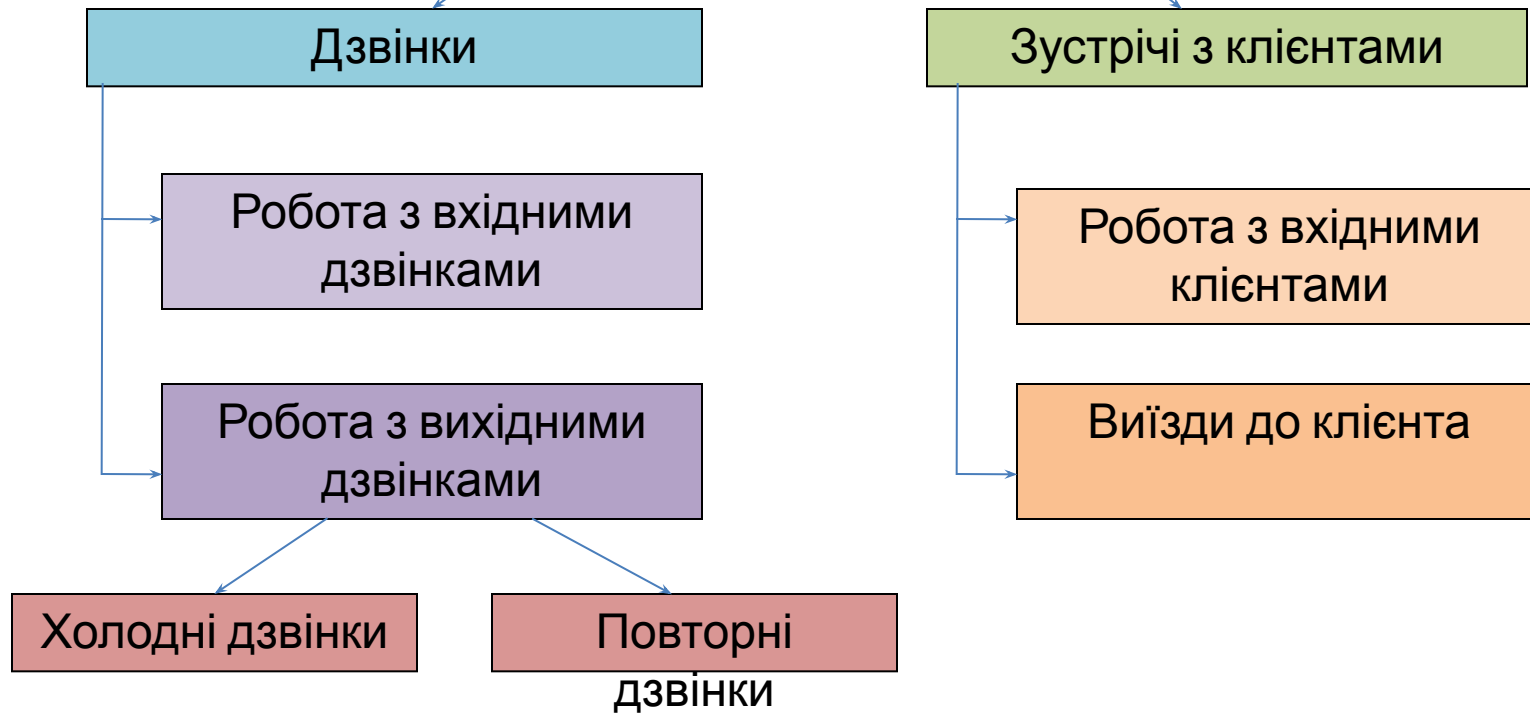 Дзвінки
Зустрічі з клієнтами
Робота з вхідними
дзвінками
Робота з вхідними
клієнтами
Робота з вихідними
дзвінками
Виїзди до клієнта
Холодні дзвінки
Повторні
дзвінки